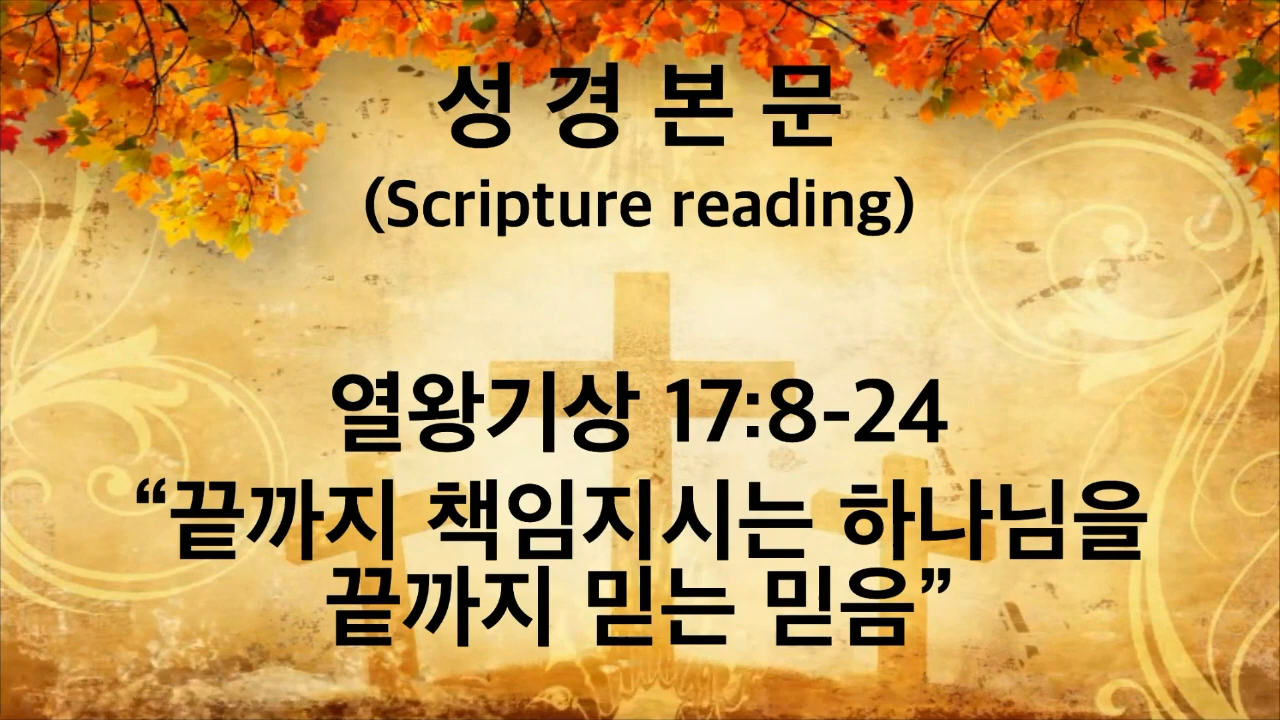 성 경 본 문
(Scripture reading)
열왕기상 17:8-24
“끝까지 책임지시는 하나님을
끝까지 믿는 믿음”